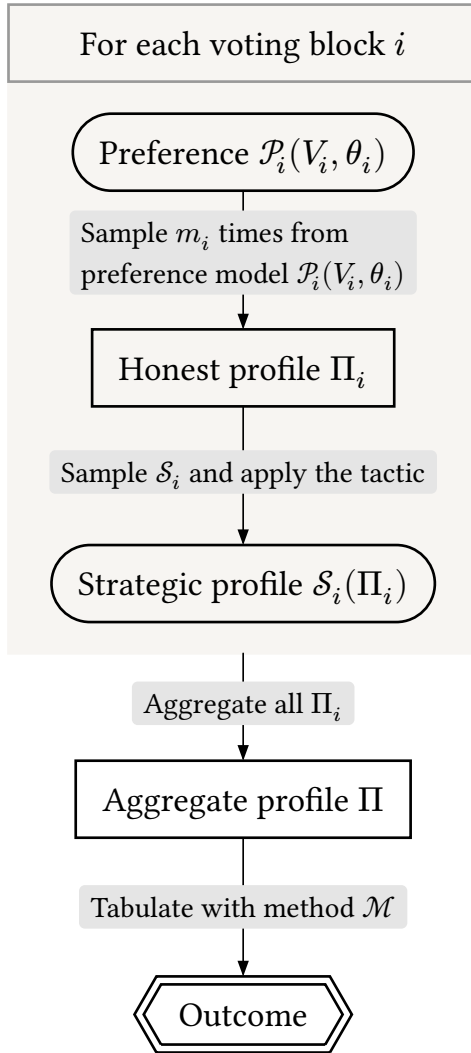 For each voting block i
Preference 𝒫ᵢ(Vᵢ, θᵢ)
Sample mᵢ times from
preference model 𝒫ᵢ(Vᵢ, θᵢ)
Honest profile Πᵢ
Sample 𝒮ᵢ and apply the tactic
Strategic profile 𝒮ᵢ(Πᵢ)
Aggregate all Πᵢ
Aggregate profile Π
Tabulate with method ℳ
Outcome